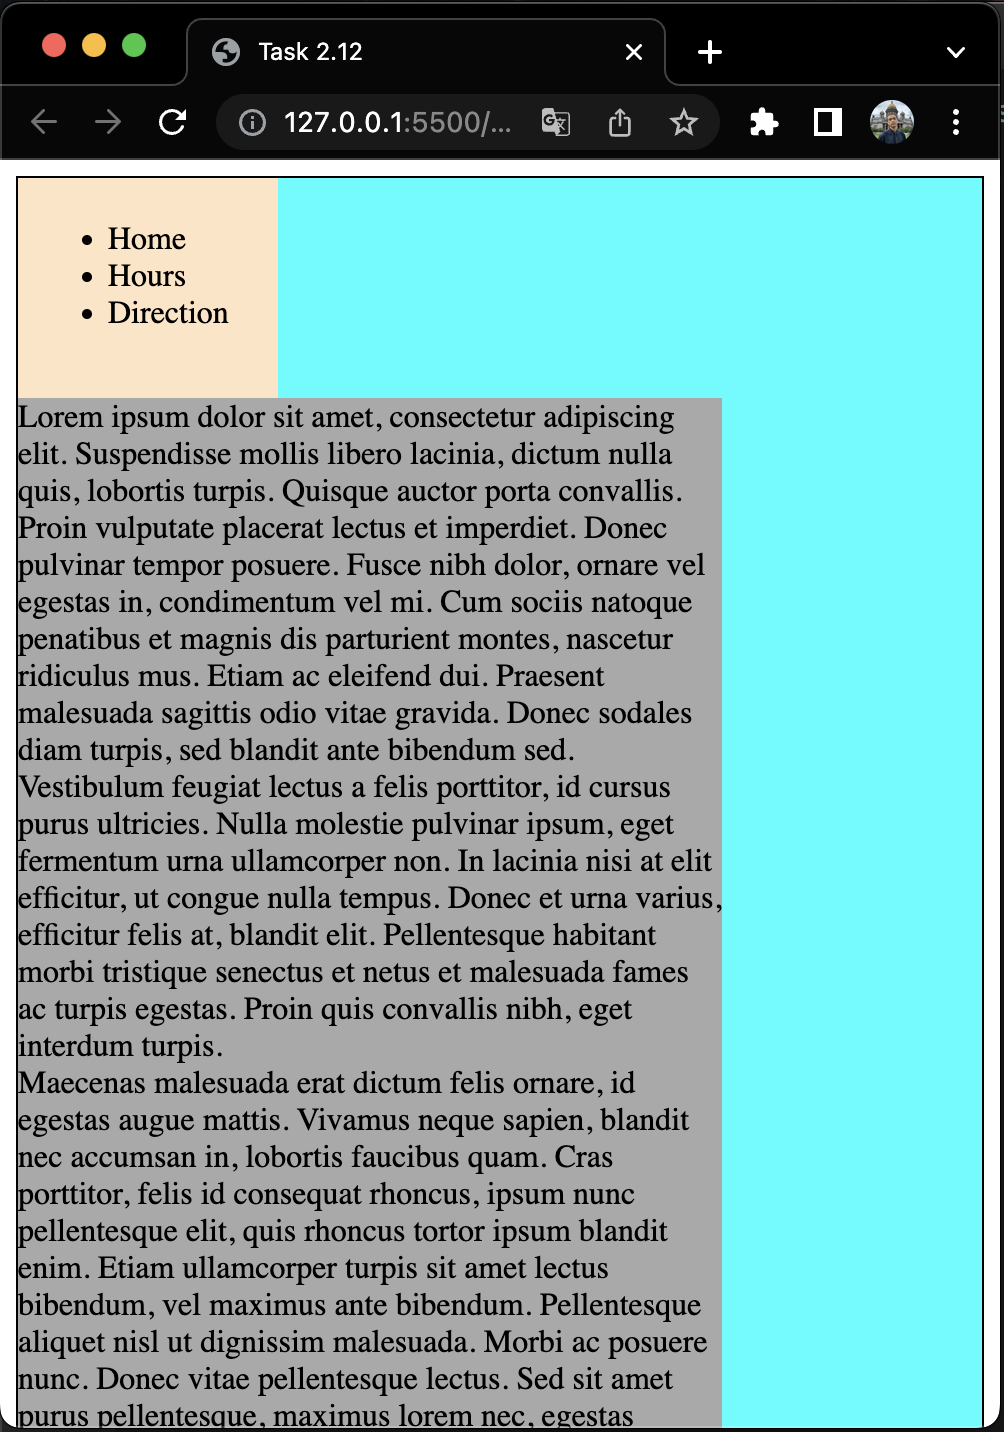 Task 2.12
127.0.0.1:5500/...
Home
Hours
Direction
Lorem ipsum dolor sit amet, consectetur adipiscing
elit. Suspendisse mollis libero lacinia, dictum nulla
quis, lobortis turpis. Quisque auctor porta convallis.
Proin vulputate placerat lectus et imperdiet. Donec
pulvinar tempor posuere. Fusce nibh dolor, ornare vel
egestas in, condimentum vel mi. Cum sociis natoque
penatibus et magnis dis parturient montes, nascetur
ridiculus mus. Etiam ac eleifend dui. Praesent
malesuada sagittis odio vitae gravida. Donec sodales
diam turpis, sed blandit ante bibendum sed.
Vestibulum feugiat lectus a felis porttitor, id cursus
purus ultricies. Nulla molestie pulvinar ipsum, eget
fermentum urna ullamcorper non. In lacinia nisi at elit
efficitur, ut congue nulla tempus. Donec et urna varius,
efficitur felis at, blandit elit. Pellentesque habitant
morbi tristique senectus et netus et malesuada fames
ac turpis egestas. Proin quis convallis nibh, eget
interdum turpis.
Maecenas malesuada erat dictum felis ornare, id
egestas augue mattis. Vivamus neque sapien, blandit
nec accumsan in, lobortis faucibus quam. Cras
porttitor, felis id consequat rhoncus, ipsum nunc
pellentesque elit, quis rhoncus tortor ipsum blandit
enim. Etiam ullamcorper turpis sit amet lectus
bibendum, vel maximus ante bibendum. Pellentesque
aliquet nisl ut dignissim malesuada. Morbi ac posuere
nunc. Donec vitae pellentesque lectus. Sed sit amet
purus pellentesque, maximus lorem nec, egestas